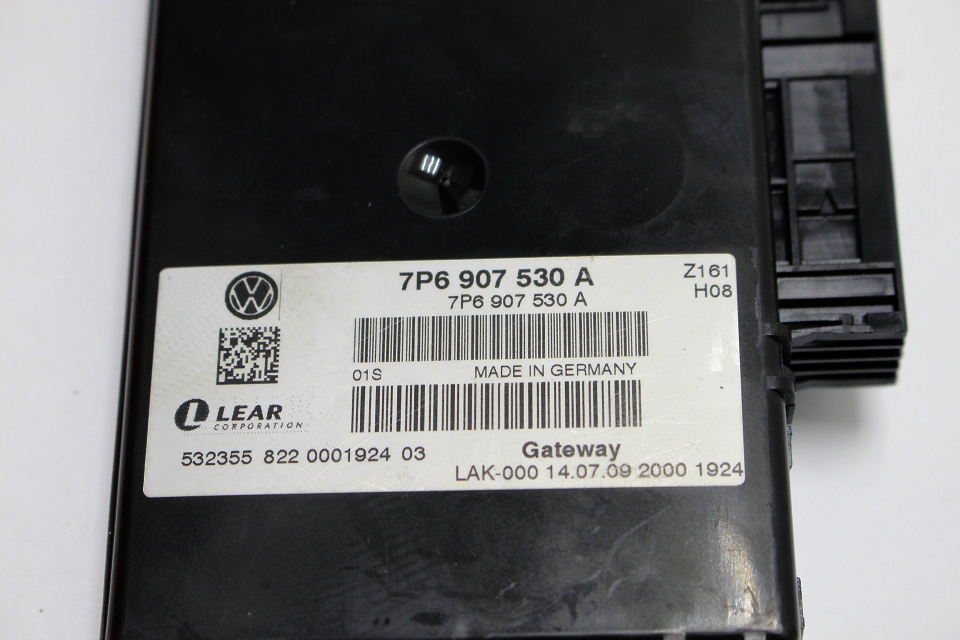 7P6 907 530 A
7P6 907 530 A
Z161
H08
01S MADE IN GERMANY
LEAR
CORPORATION
532355 822 0001924 03
Gateway
LAK-000 14.07.09 2000 1924